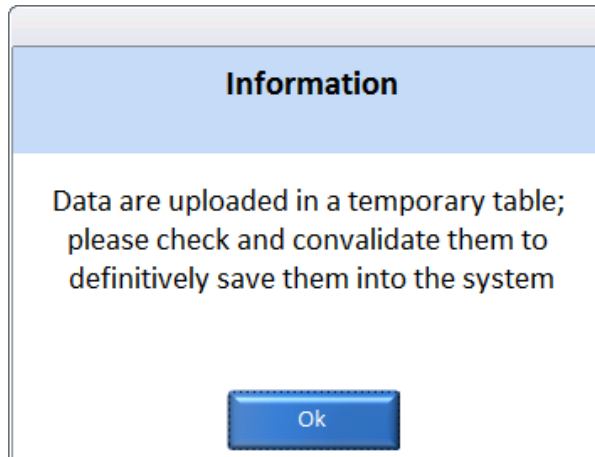 Information
Data are uploaded in a temporary table;
please check and convalidate them to
definitively save them into the system
Ok